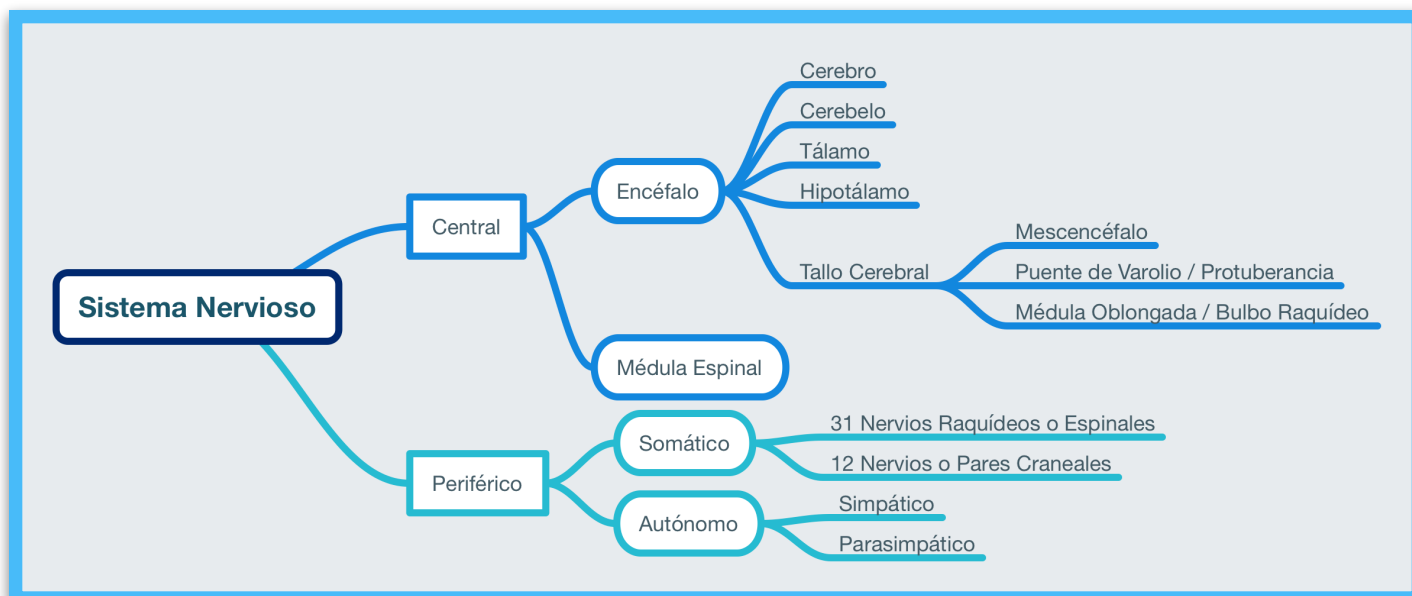 Sistema Nervioso
Central
Encéfalo
Cerebro
Cerebelo
Tálamo
Hipotálamo
Tallo Cerebral
Mescencéfalo
Puente de Varolio / Protuberancia
Médula Oblongada / Bulbo Raquídeo
Médula Espinal
Periférico
Somático
31 Nervios Raquídeos o Espinales
12 Nervios o Pares Craneales
Autónomo
Simpático
Parasimpático